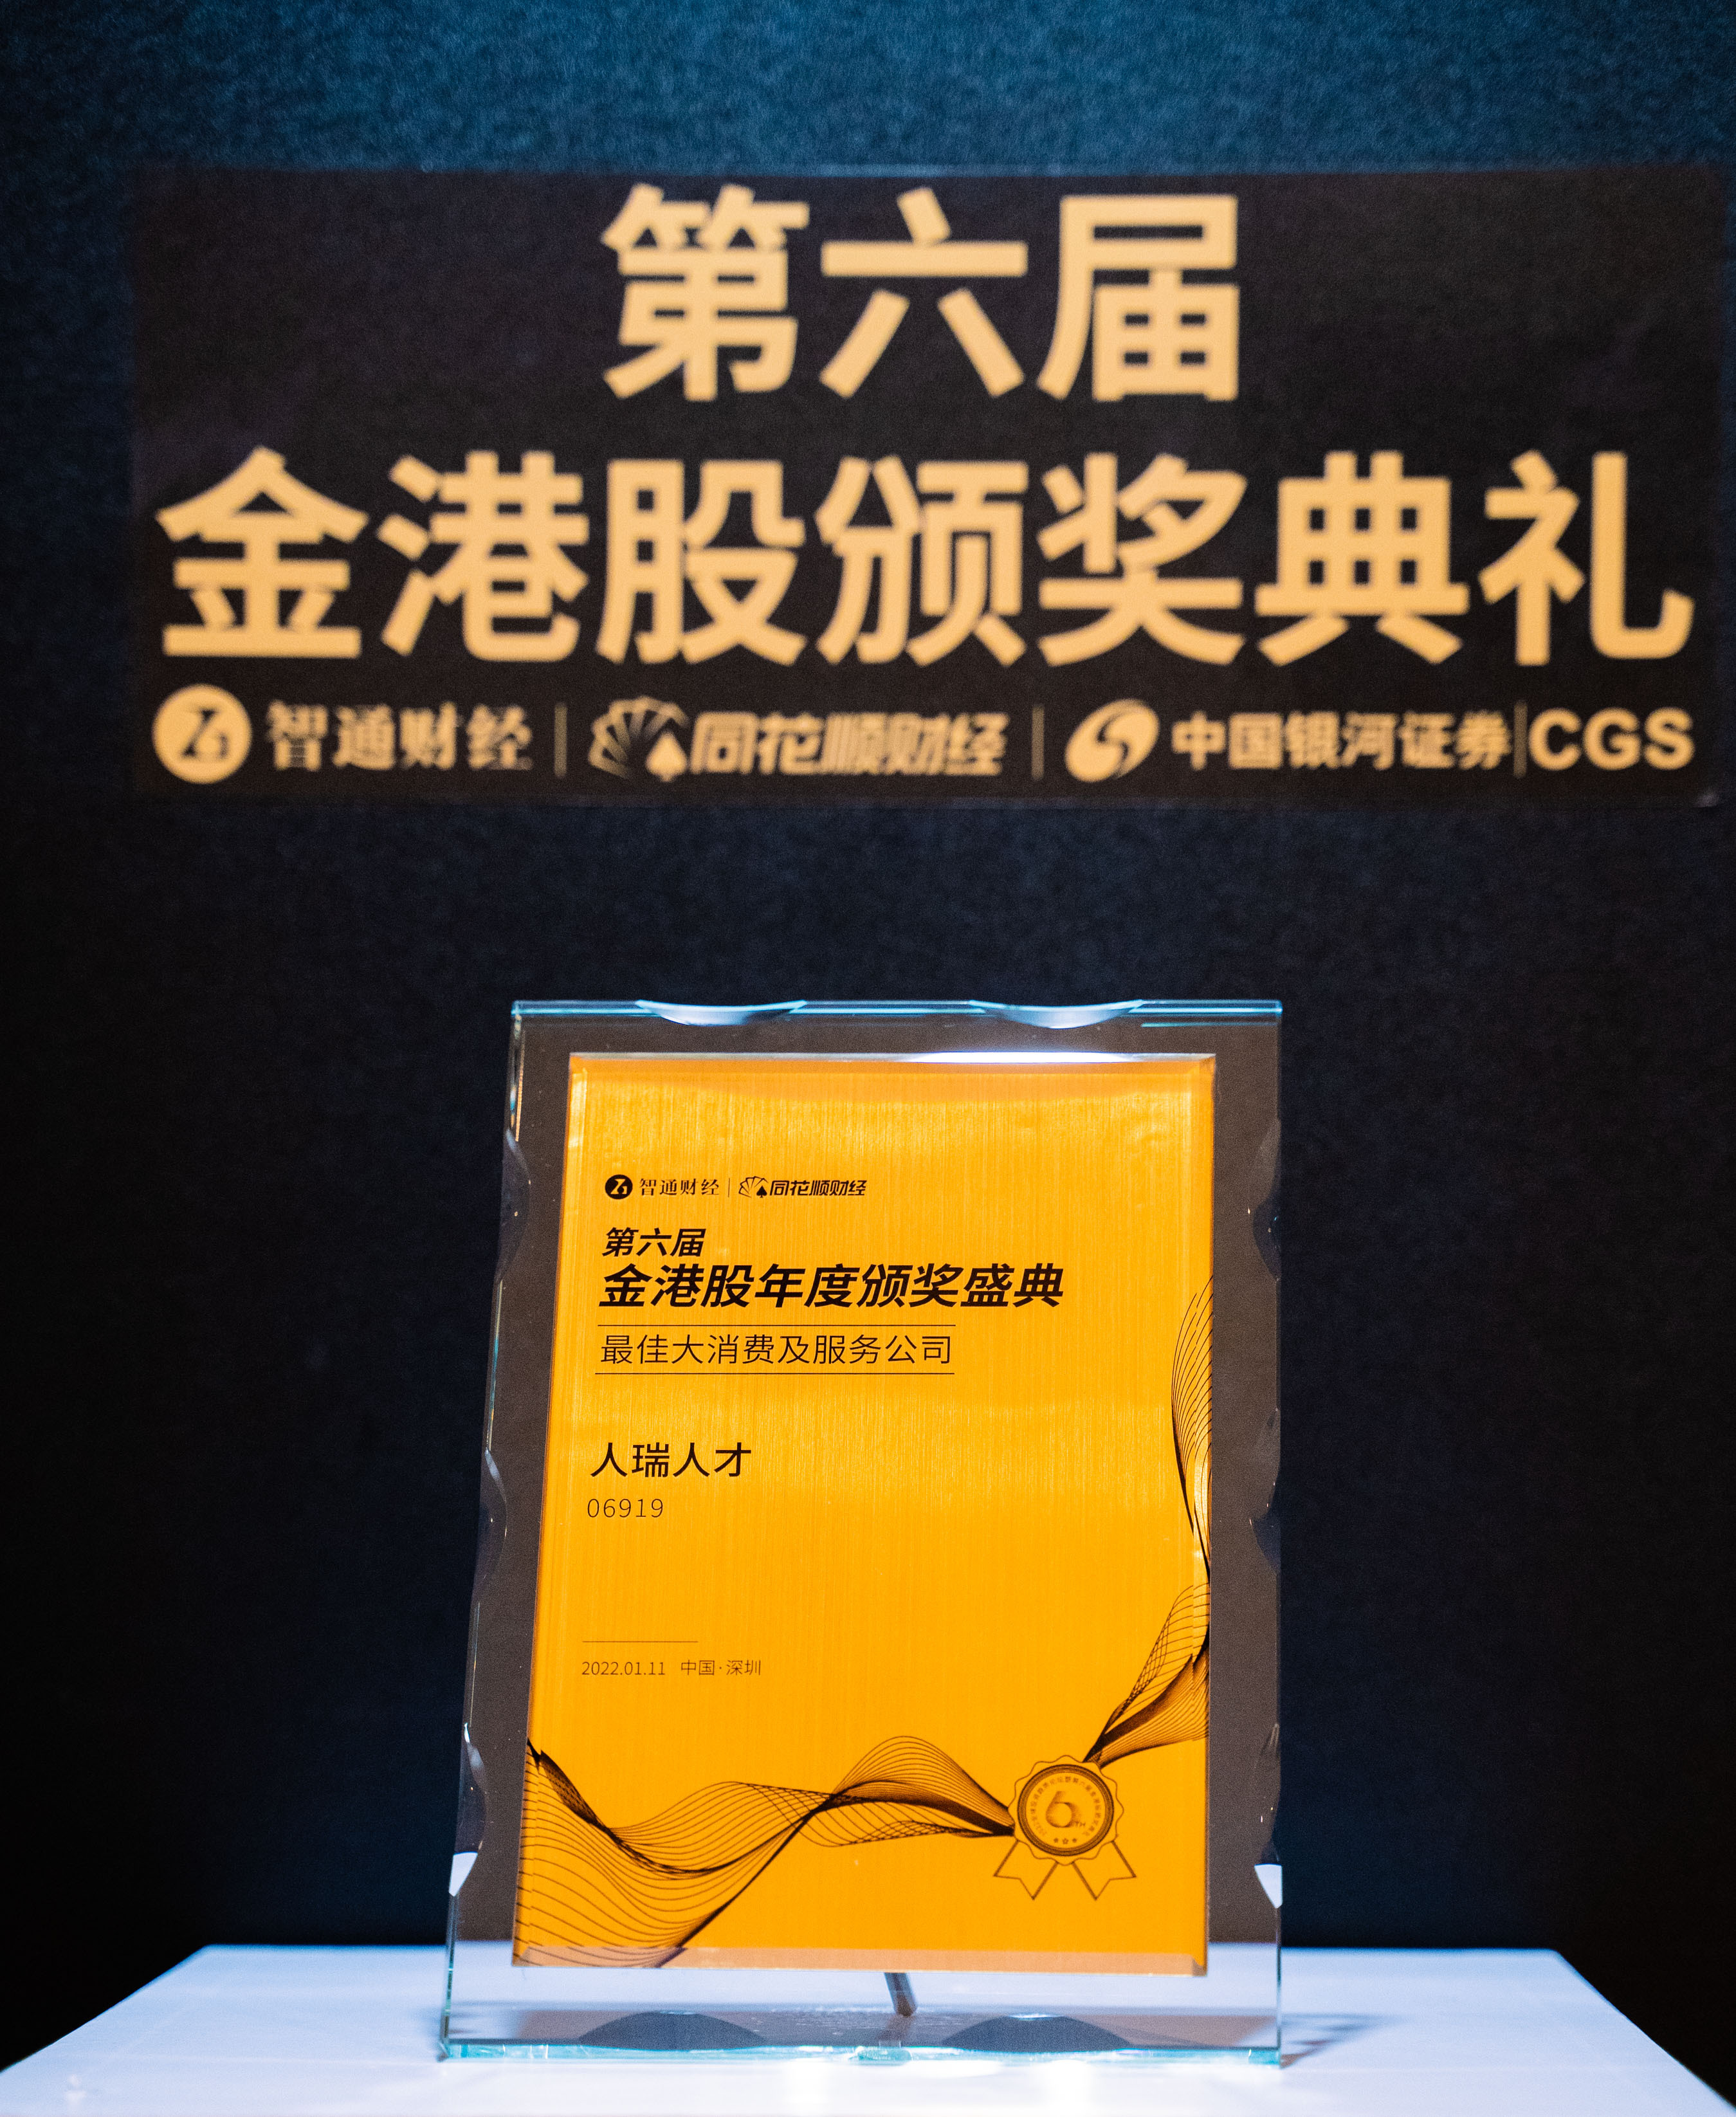 第六届
金港股颁奖典礼
智通财经 | 同花顺财经 | 中国银河证券 | CGS
智通财经 | 同花顺财经
第六届
金港股年度颁奖盛典
最佳大消费及服务公司
人瑞人才
06919
2022.01.11 中国·深圳
6TH